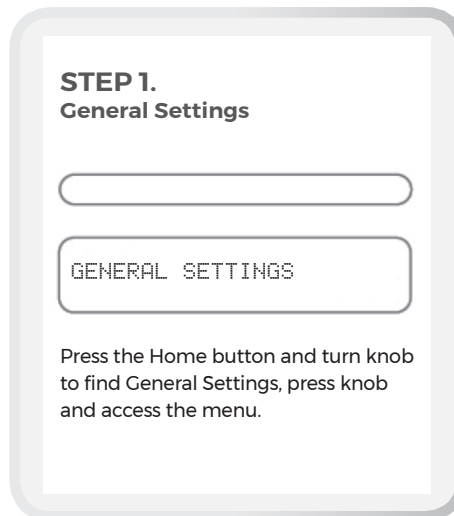 STEP 1.
General Settings
GENERAL SETTINGS
Press the Home button and turn knob
to find General Settings, press knob
and access the menu.